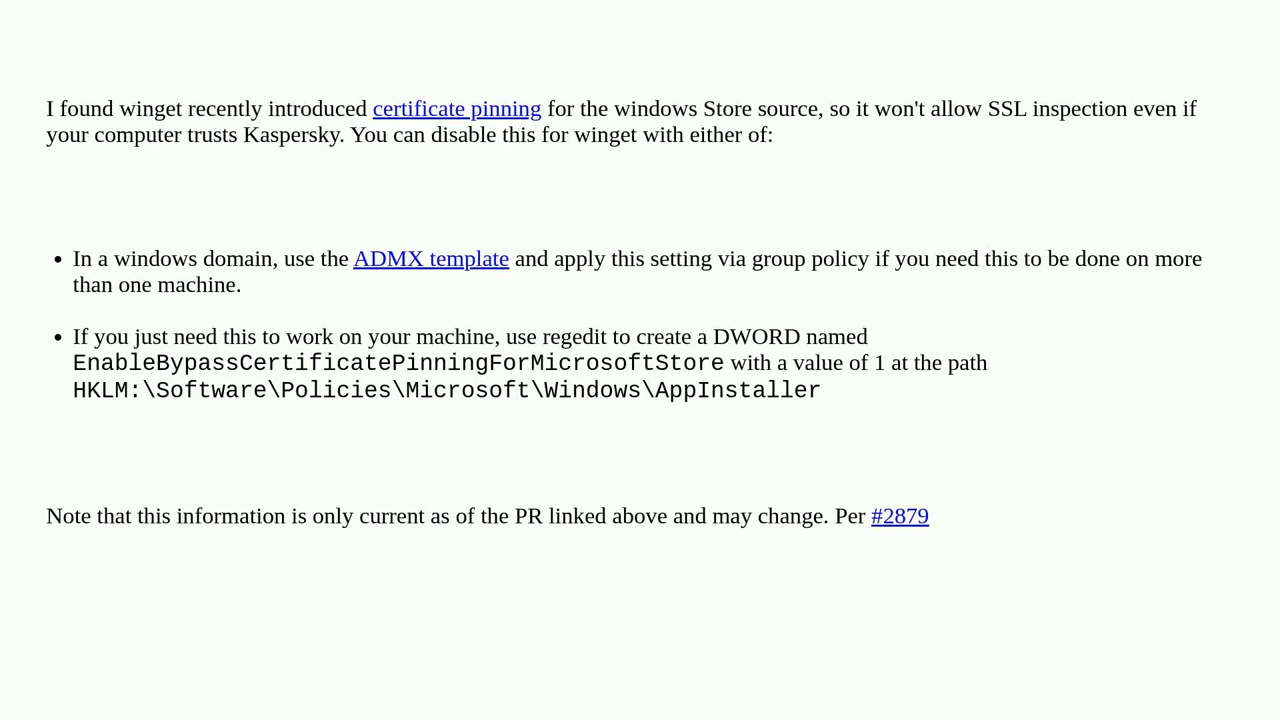 I found winget recently introduced certificate pinning for the windows Store source, so it won't allow SSL inspection even if
your computer trusts Kaspersky. You can disable this for winget with either of:
• In a windows domain, use the ADMX template and apply this setting via group policy if you need this to be done on more
than one machine.
• If you just need this to work on your machine, use regedit to create a DWORD named
EnableBypassCertificatePinningForMicrosoftStore with a value of 1 at the path
HKLM:\Software\Policies\Microsoft\Windows\AppInstaller
Note that this information is only current as of the PR linked above and may change. Per #2879